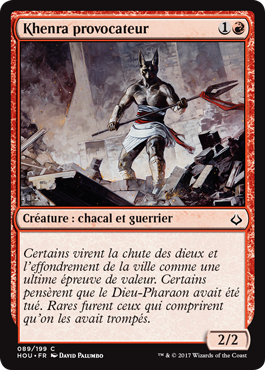 Khenra provocateur 1
Créature : chacal et guerrier
Certains virent la chute des dieux et
l'effondrement de la ville comme une
ultime épreuve de valeur. Certains
pensèrent que le Dieu-Pharaon avait été
tué. Rares furent ceux qui comprirent
qu'on les avait trompés.
2/2
089/199 C
HOU • FR DAVID PALUMBO ™ & © 2017 Wizards of the Coast